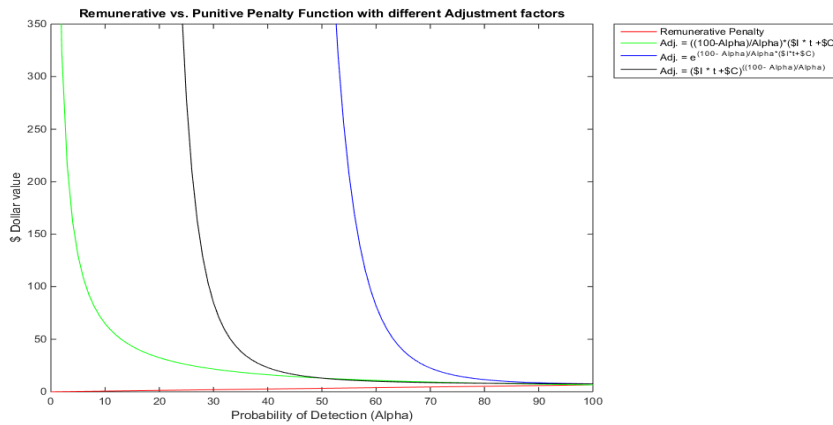 Remunerative vs. Punitive Penalty Function with different Adjustment factors
350
300
250
200
150
100
50
0
$ Dollar value
0 10 20 30 40 50 60 70 80 90 100
Probability of Detection (Alpha)
Remunerative Penalty
Adj. = ((100-Alpha)/Alpha)*($I * t +$C
Adj. = e(100- Alpha)/Alpha*($I*t+$C)
Adj. = ($I * t +$C)((100- Alpha)/Alpha)